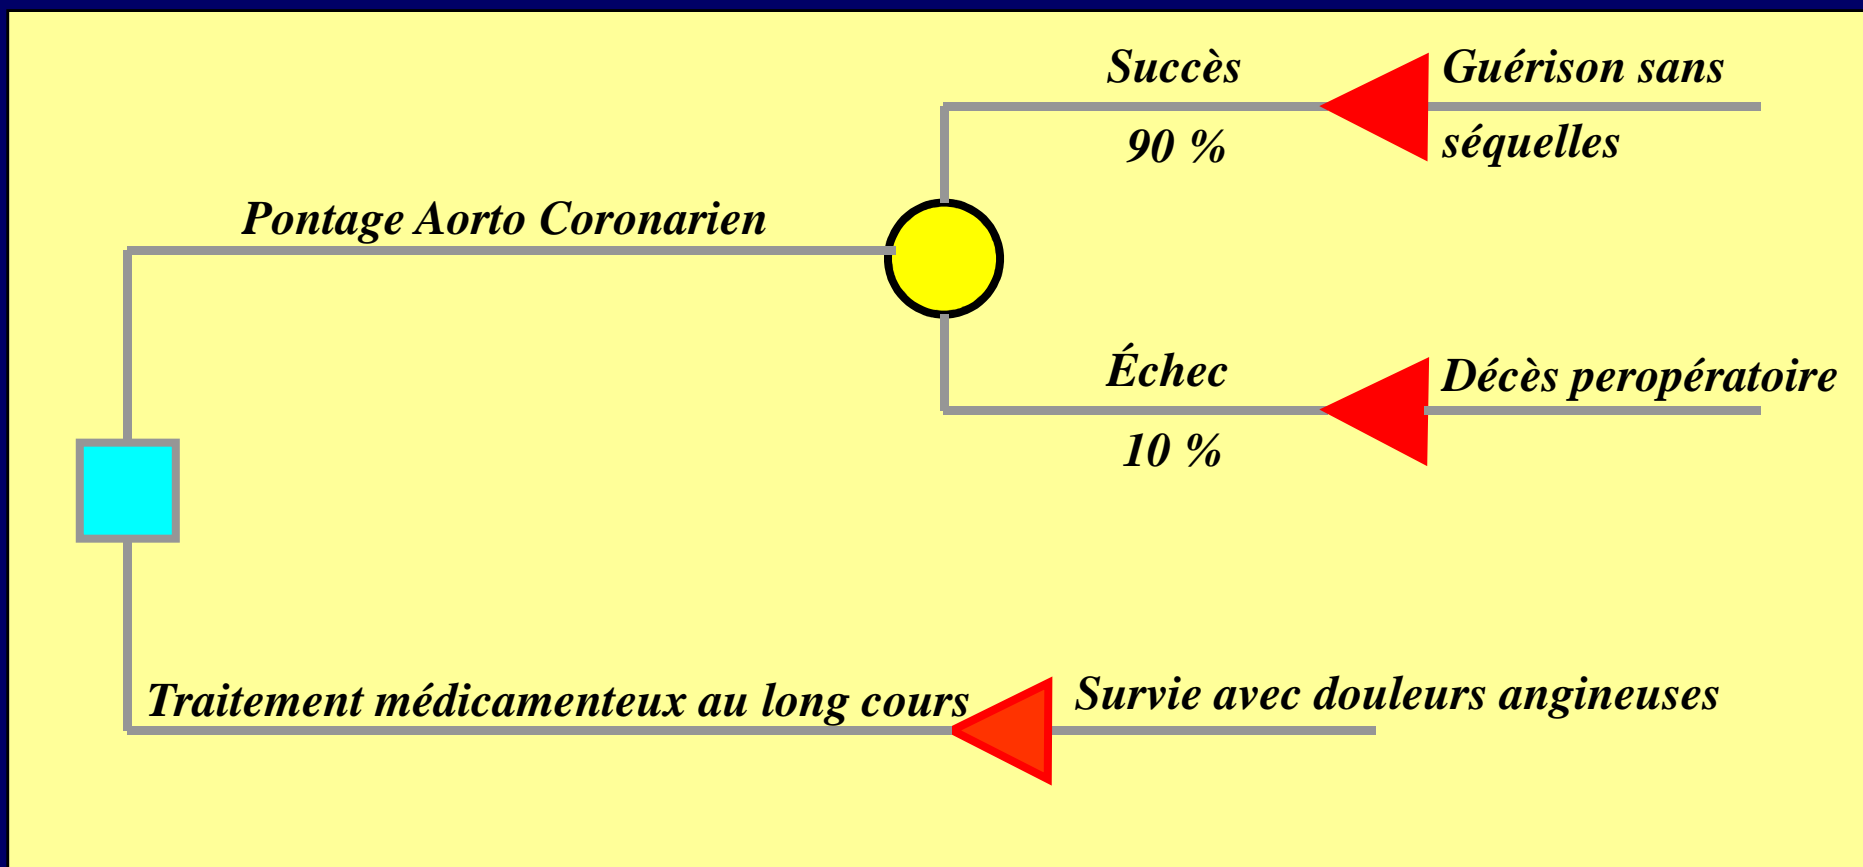 Succès
90 %
Guérison sans
séquelles
Pontage Aorto Coronarien
Échec
10 %
Décès peropératoire
Traitement médicamenteux au long cours
Survie avec douleurs angineuses